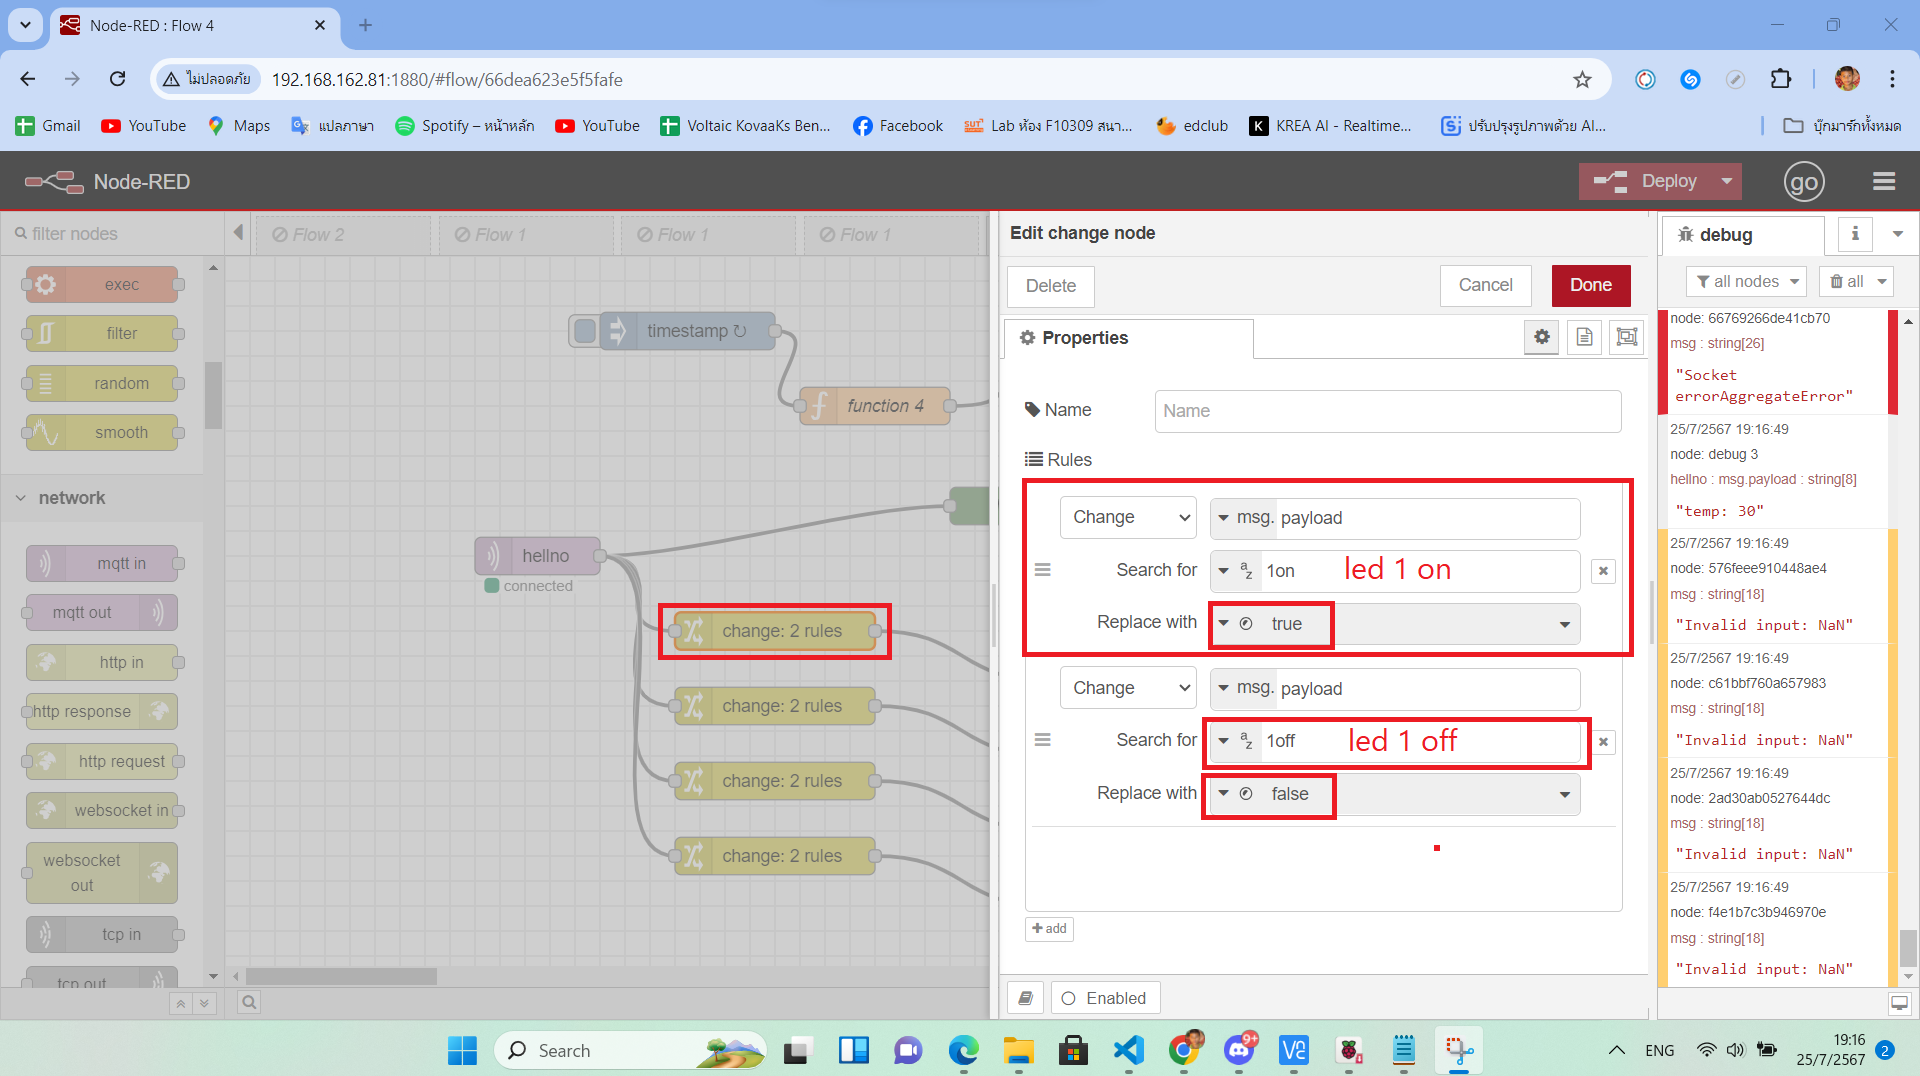 Node-RED : Flow 4
ไม่ปลอดภัย
192.168.162.81:1880/#flow/66dea623e5f5fafe
Gmail
YouTube
Maps
แปลภาษา
Spotify – หน้าหลัก
YouTube
Voltaic KovaaKs Ben...
Facebook
Lab ห้อง F10309 สนา...
edclub
KREA AI - Realtime...
ปรับปรุงรูปภาพด้วย AI...
บุ๊กมาร์กทั้งหมด
Node-RED
Deploy
go
filter nodes
Flow 2
Flow 1
Flow 1
Flow 1
exec
filter
random
smooth
network
mqtt in
mqtt out
http in
http response
http request
websocket in
websocket
out
tcp in
tcp out
timestamp ↻
function 4
hellno
connected
change: 2 rules
change: 2 rules
change: 2 rules
change: 2 rules
Edit change node
Delete
Cancel
Done
Properties
Name
Name
Rules
Change
msg. payload
Search for
1on
led 1 on
Replace with
true
Change
msg. payload
Search for
1off
led 1 off
Replace with
false
+ add
Enabled
debug
i
all nodes
all
node: 66769266de41cb70
msg : string[26]
"Socket
errorAggregateError"
25/7/2567 19:16:49
node: debug 3
hellno : msg.payload : string[8]
"temp: 30"
25/7/2567 19:16:49
node: 576feee910448ae4
msg : string[18]
"Invalid input: NaN"
25/7/2567 19:16:49
node: c61bbf760a657983
msg : string[18]
"Invalid input: NaN"
25/7/2567 19:16:49
node: 2ad30ab0527644dc
msg : string[18]
"Invalid input: NaN"
25/7/2567 19:16:49
node: f4e1b7c3b946970e
msg : string[18]
"Invalid input: NaN"
Search
9+
ENG
19:16
25/7/2567
2